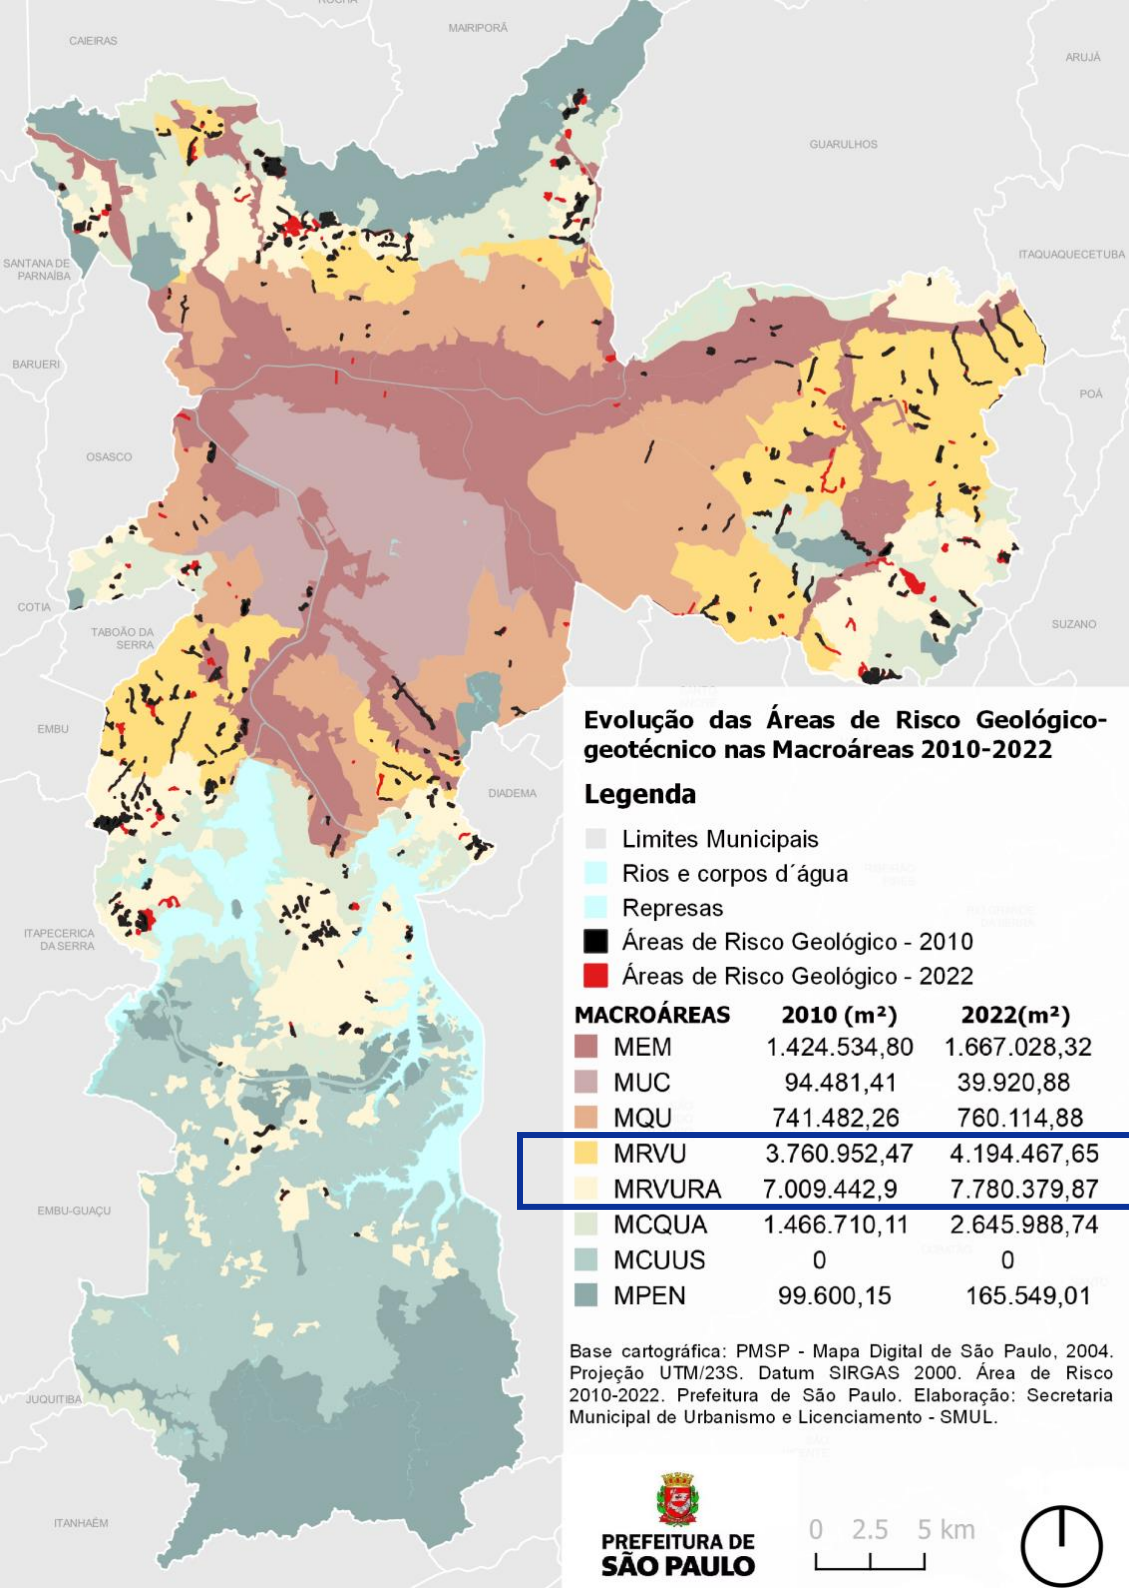 ROCHA
MAIRIPORÃ
CAIEIRAS
ARUJÁ
GUARULHOS
ITAQUAQUECETUBA
SANTANA DE
PARNAÍBA
BARUERI
POÁ
OSASCO
COTIA
TABOÃO DA
SERRA
SUZANO
EMBU
DIADEMA
ITAPECERICA
DA SERRA
EMBU-GUAÇU
JUQUITIBA
ITANHAÉM
Evolução das Áreas de Risco Geológico-
geotécnico nas Macroáreas 2010-2022
Legenda
Limites Municipais
Rios e corpos d´água
Represas
Áreas de Risco Geológico - 2010
Áreas de Risco Geológico - 2022
MACROÁREAS 2010 (m²) 2022(m²)
MEM 1.424.534,80 1.667.028,32
MUC 94.481,41 39.920,88
MQU 741.482,26 760.114,88
MRVU 3.760.952,47 4.194.467,65
MRVURA 7.009.442,9 7.780.379,87
MCQUA 1.466.710,11 2.645.988,74
MCUUS 0 0
MPEN 99.600,15 165.549,01
Base cartográfica: PMSP - Mapa Digital de São Paulo, 2004.
Projeção UTM/23S. Datum SIRGAS 2000. Área de Risco
2010-2022. Prefeitura de São Paulo. Elaboração: Secretaria
Municipal de Urbanismo e Licenciamento - SMUL.
PREFEITURA DE
SÃO PAULO
0 2.5 5 km